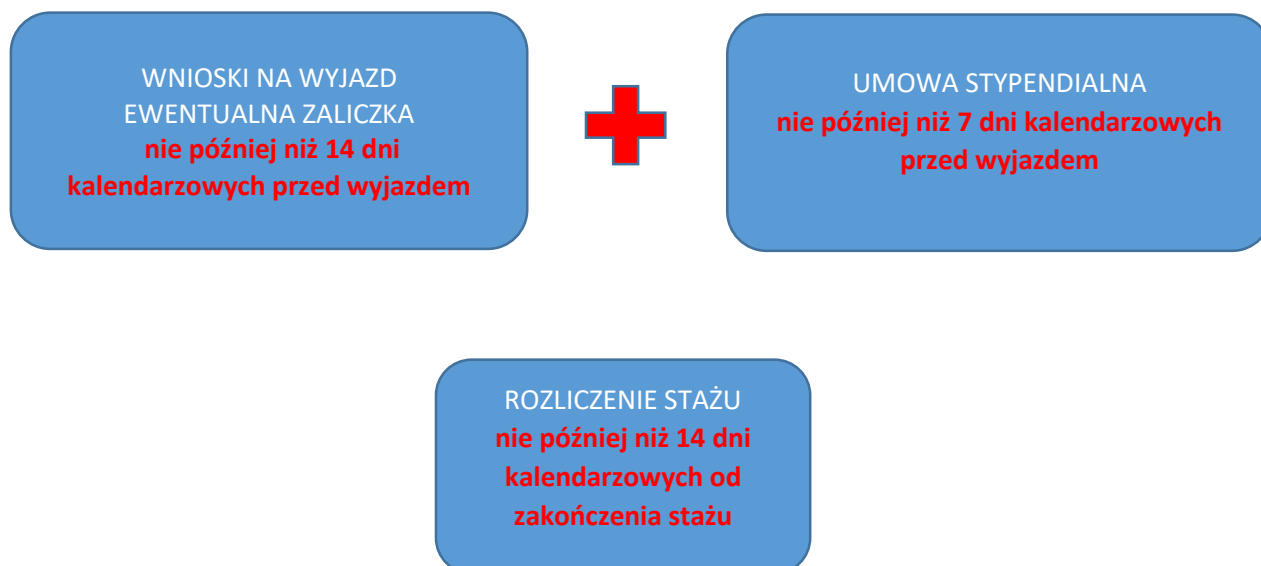 WNIOSKI NA WYJAZD
EWENTUALNA ZALICZKA
nie później niż 14 dni
kalendarzowych przed wyjazdem
UMOWA STYPENDIALNA
nie później niż 7 dni kalendarzowych
przed wyjazdem
ROZLICZENIE STAŻU
nie później niż 14 dni
kalendarzowych od
zakończenia stażu